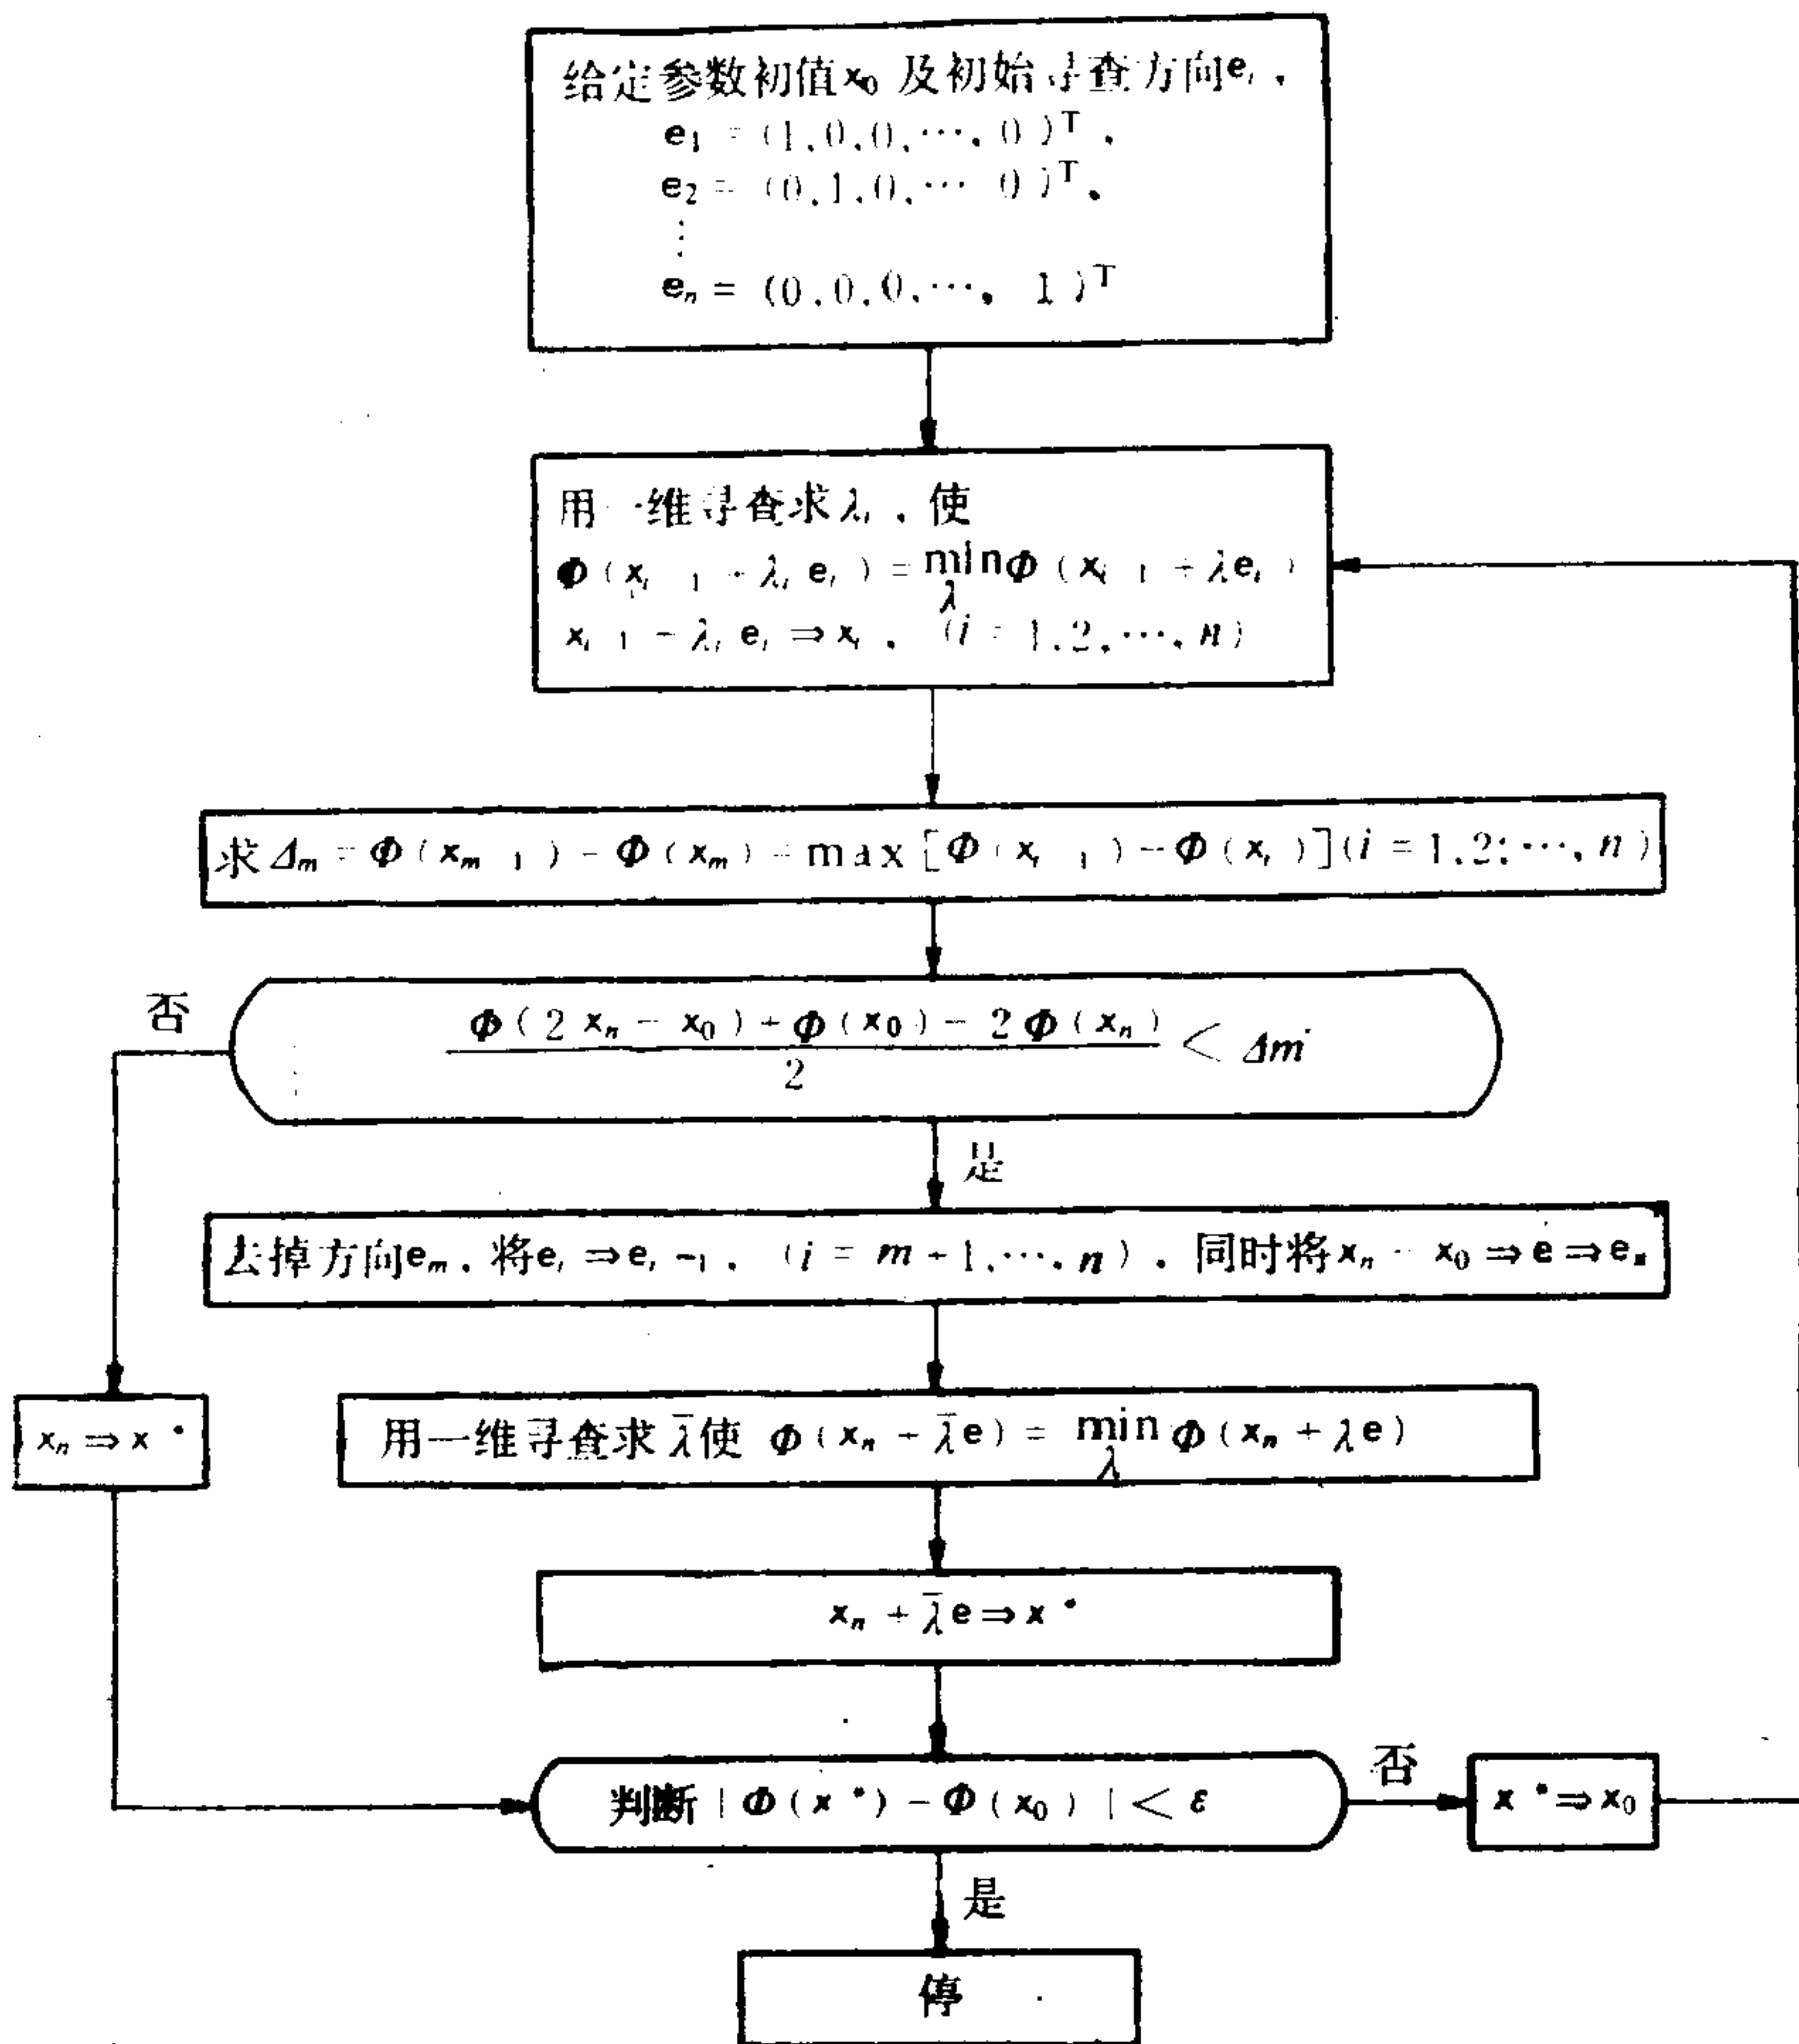 给定参数初值x₀ 及初始寻查方向eᵢ，
e₁ = (1,0,0,…,0)ᵀ，
e₂ = (0,1,0,… 0)ᵀ，
⋮
eₙ = (0,0,0,…, 1)ᵀ
用一维寻查求λᵢ，使
Φ(xᵢ₋₁ + λᵢ eᵢ) = min Φ(xᵢ₋₁ + λeᵢ)
λ
xᵢ₋₁ + λᵢ eᵢ ⇒ xᵢ， (i = 1,2,…,n)
求Δₘ = Φ(xₘ₋₁) − Φ(xₘ) = max[Φ(xᵢ₋₁) − Φ(xᵢ)](i = 1,2,…,n)
否
Φ(2xₙ − x₀) + Φ(x₀) − 2Φ(xₙ)
2
< Δm
是
去掉方向eₘ，将eᵢ ⇒ eᵢ₋₁， (i = m+1,…,n)，同时将xₙ − x₀ ⇒ e ⇒ eₙ
xₙ ⇒ x*
用一维寻查求λ̄使 Φ(xₙ + λ̄e) = min Φ(xₙ + λe)
λ
xₙ + λ̄e ⇒ x*
判断|Φ(x*) − Φ(x₀)| < ε
否
x* ⇒ x₀
是
停